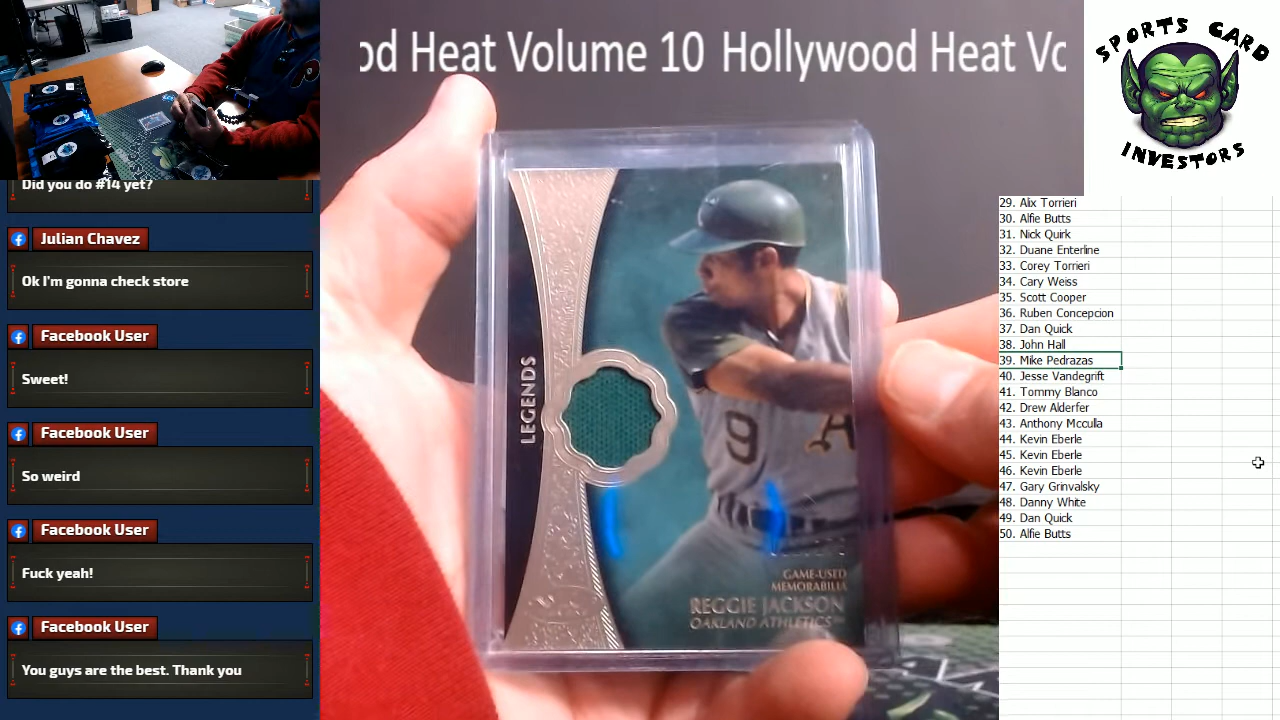 od Heat Volume 10 Hollywood Heat Vo
SPORTS CARD
INVESTORS
Did you do #14 yet?
Julian Chavez
Ok I'm gonna check store
Facebook User
Sweet!
Facebook User
So weird
Facebook User
Fuck yeah!
Facebook User
You guys are the best. Thank you
LEGENDS
9
A
GAME-USED
MEMORABILIA
REGGIE JACKSON
OAKLAND ATHLETICS™
29. Alix Torrieri
30. Alfie Butts
31. Nick Quirk
32. Duane Enterline
33. Corey Torrieri
34. Cary Weiss
35. Scott Cooper
36. Ruben Concepcion
37. Dan Quick
38. John Hall
39. Mike Pedrazas
40. Jesse Vandegrift
41. Tommy Blanco
42. Drew Alderfer
43. Anthony Mcculla
44. Kevin Eberle
45. Kevin Eberle
46. Kevin Eberle
47. Gary Grinvalsky
48. Danny White
49. Dan Quick
50. Alfie Butts